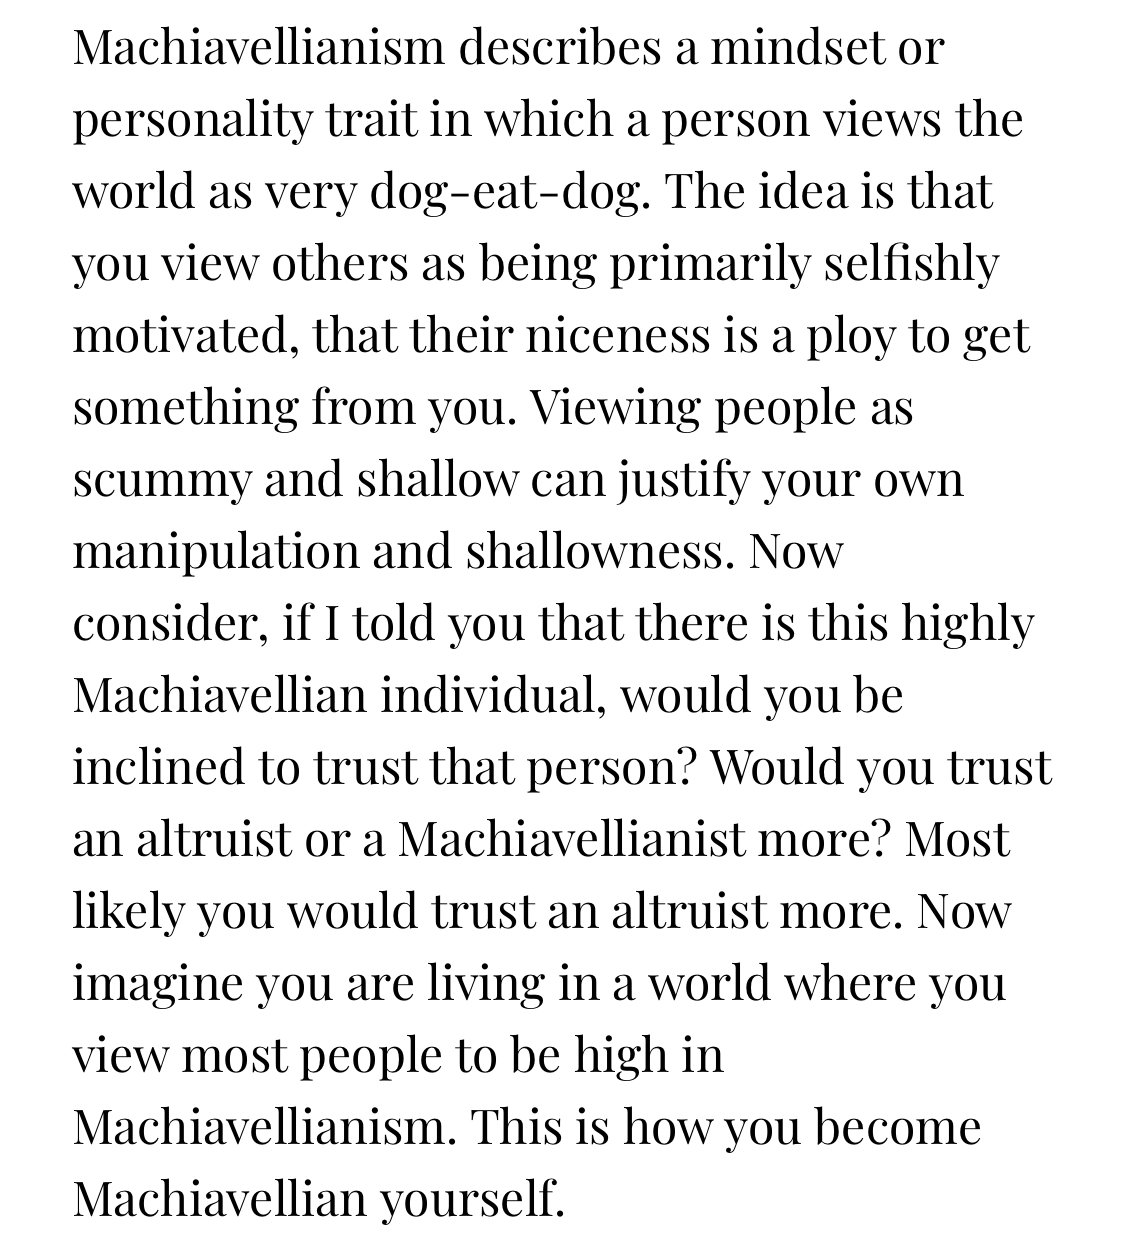 Machiavellianism describes a mindset or
personality trait in which a person views the
world as very dog-eat-dog. The idea is that
you view others as being primarily selfishly
motivated, that their niceness is a ploy to get
something from you. Viewing people as
scummy and shallow can justify your own
manipulation and shallowness. Now
consider, if I told you that there is this highly
Machiavellian individual, would you be
inclined to trust that person? Would you trust
an altruist or a Machiavellianist more? Most
likely you would trust an altruist more. Now
imagine you are living in a world where you
view most people to be high in
Machiavellianism. This is how you become
Machiavellian yourself.